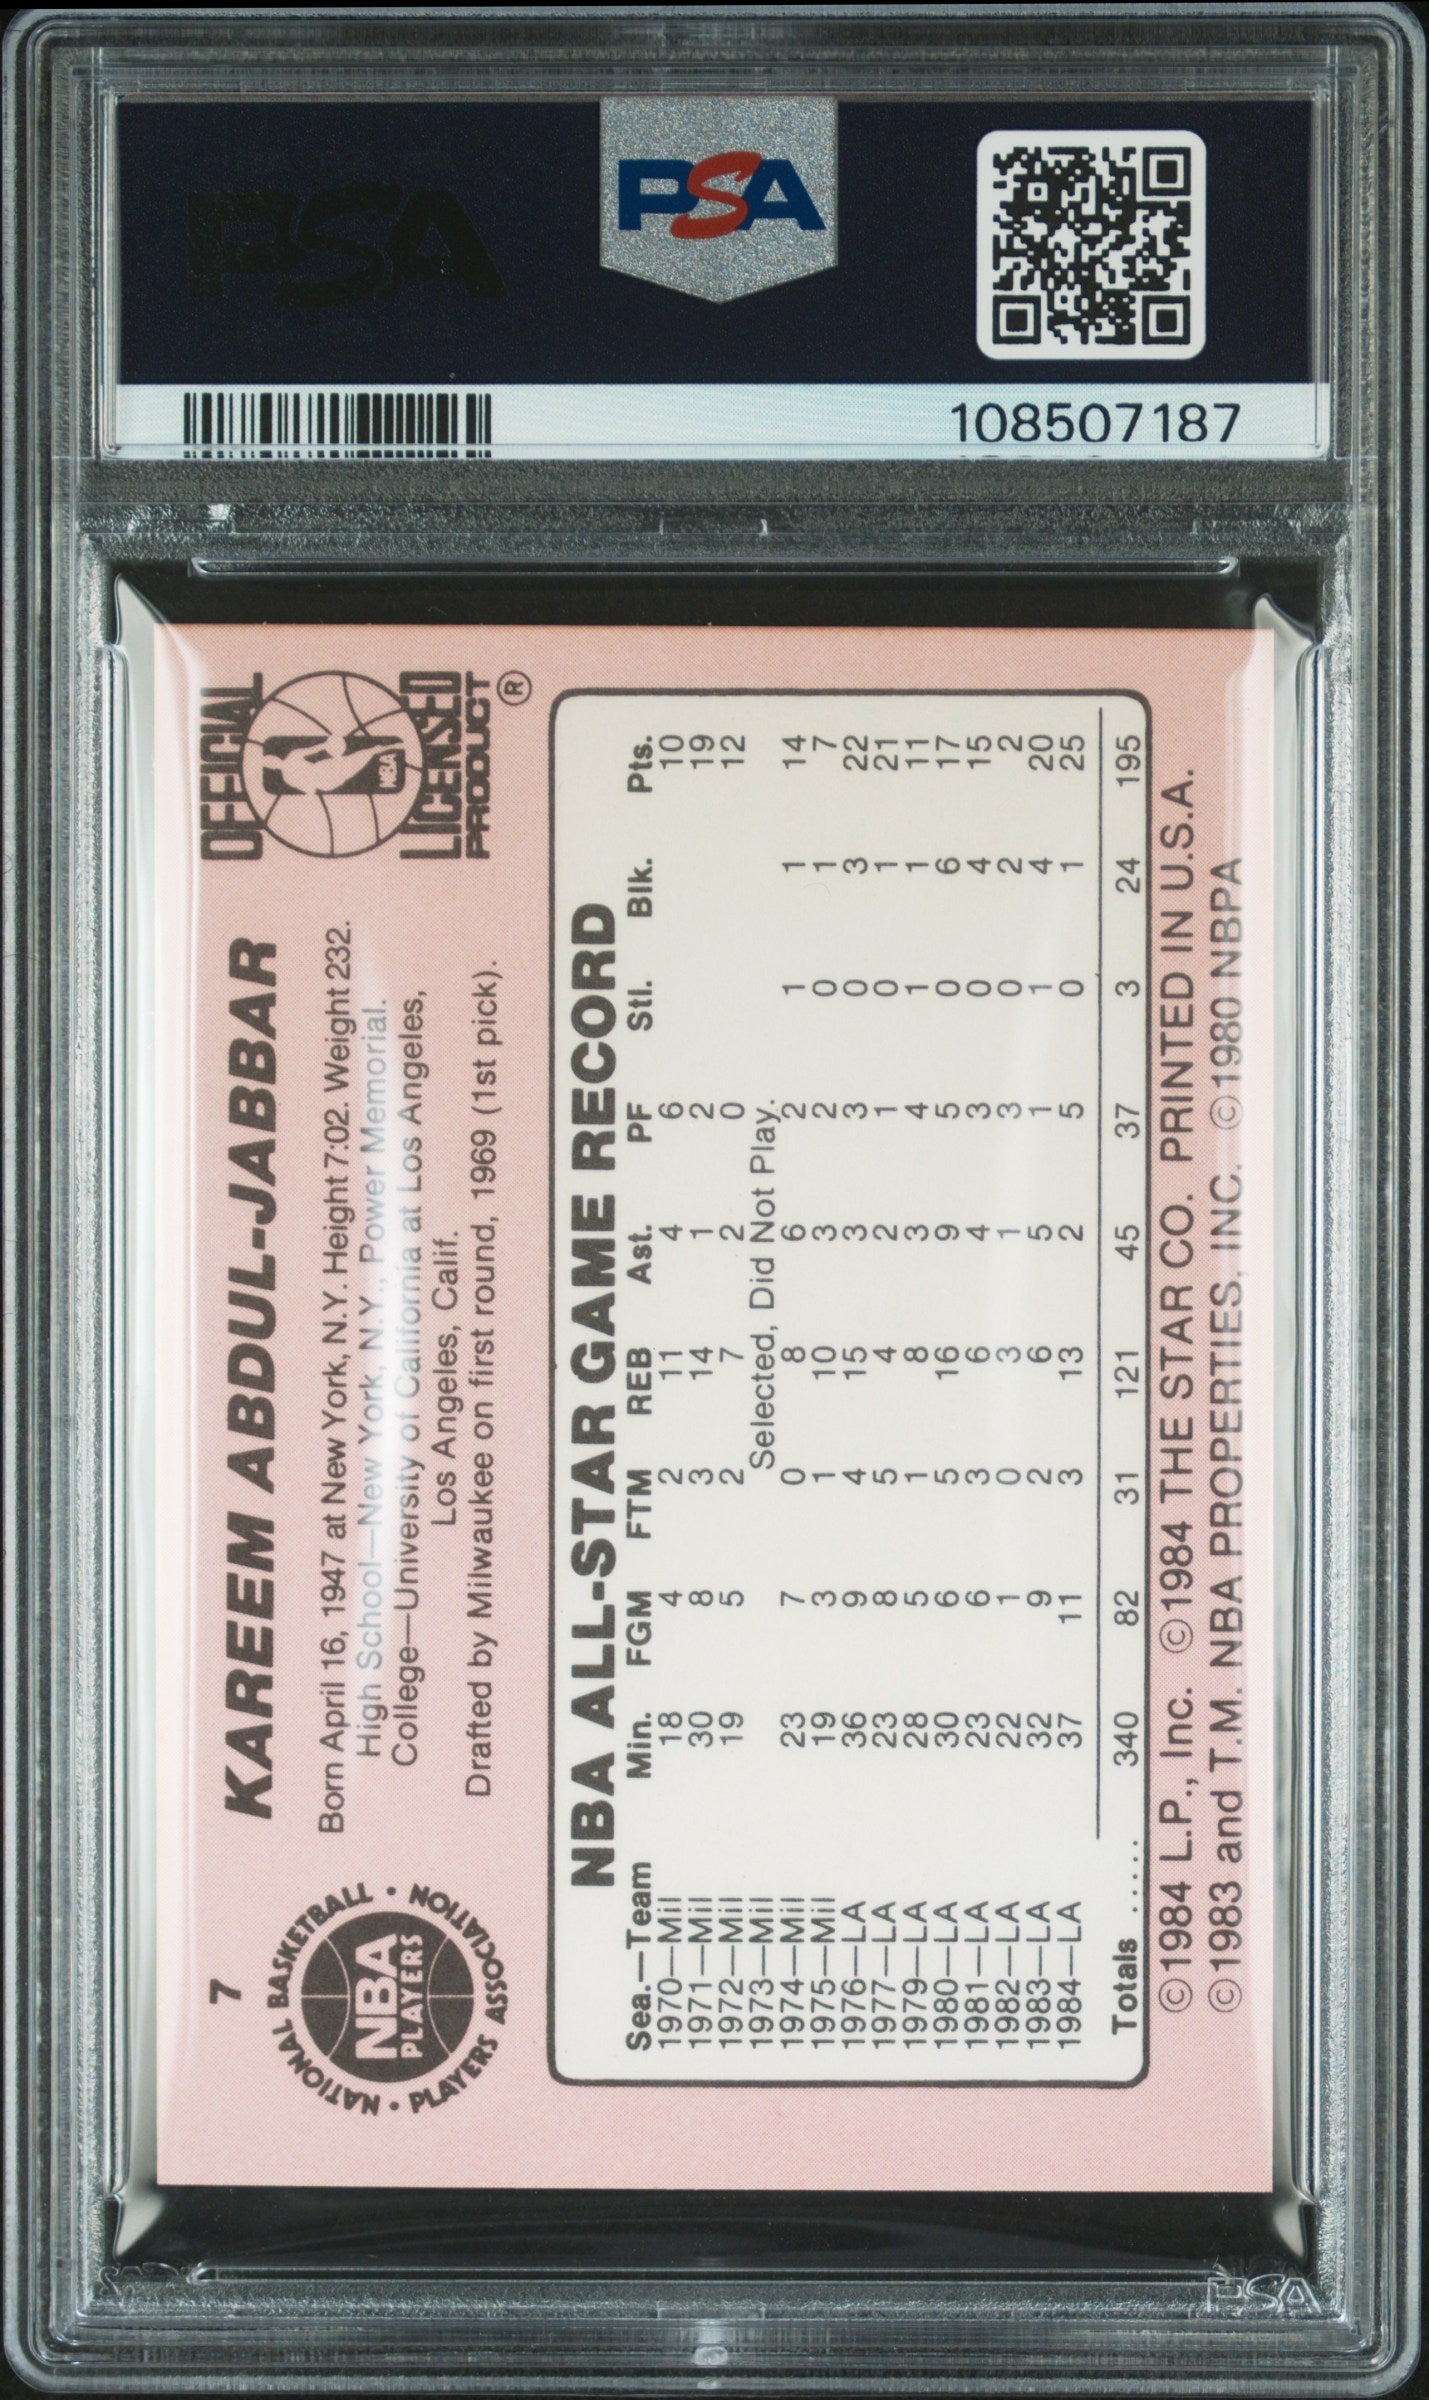 PSA
PSA
108507187
7
KAREEM ABDUL-JABBAR
Born April 16, 1947 at New York, N.Y. Height 7:02. Weight 232.
High School—New York, N.Y., Power Memorial.
College—University of California at Los Angeles,
Los Angeles, Calif.
Drafted by Milwaukee on first round, 1969 (1st pick).
NATIONAL BASKETBALL • PLAYERS ASSOCIATION •
NBA
PLAYERS
OFFICIAL
NBA
LICENSED
PRODUCT ®
NBA ALL-STAR GAME RECORD
Sea.—Team Min. FGM FTM REB Ast. PF Stl. Blk. Pts.
1970—Mil 18 4 2 11 4 6 10
1971—Mil 30 8 3 14 1 2 19
1972—Mil 19 5 2 7 2 0 12
1973—Mil Selected, Did Not Play.
1974—Mil 23 7 0 8 6 2 1 1 14
1975—Mil 19 3 1 10 3 2 0 1 7
1976—LA 36 9 4 15 3 3 0 3 22
1977—LA 23 8 5 4 2 1 0 1 21
1979—LA 28 5 1 8 3 4 1 1 11
1980—LA 30 6 5 16 9 5 0 6 17
1981—LA 23 6 3 6 4 3 0 4 15
1982—LA 22 1 0 3 1 3 0 2 2
1983—LA 32 9 2 6 5 1 1 4 20
1984—LA 37 11 3 13 2 5 0 1 25
Totals ..... 340 82 31 121 45 37 3 24 195
©1984 L.P., Inc. ©1984 THE STAR CO. PRINTED IN U.S.A.
©1983 and T.M. NBA PROPERTIES, INC. ©1980 NBPA
PSA